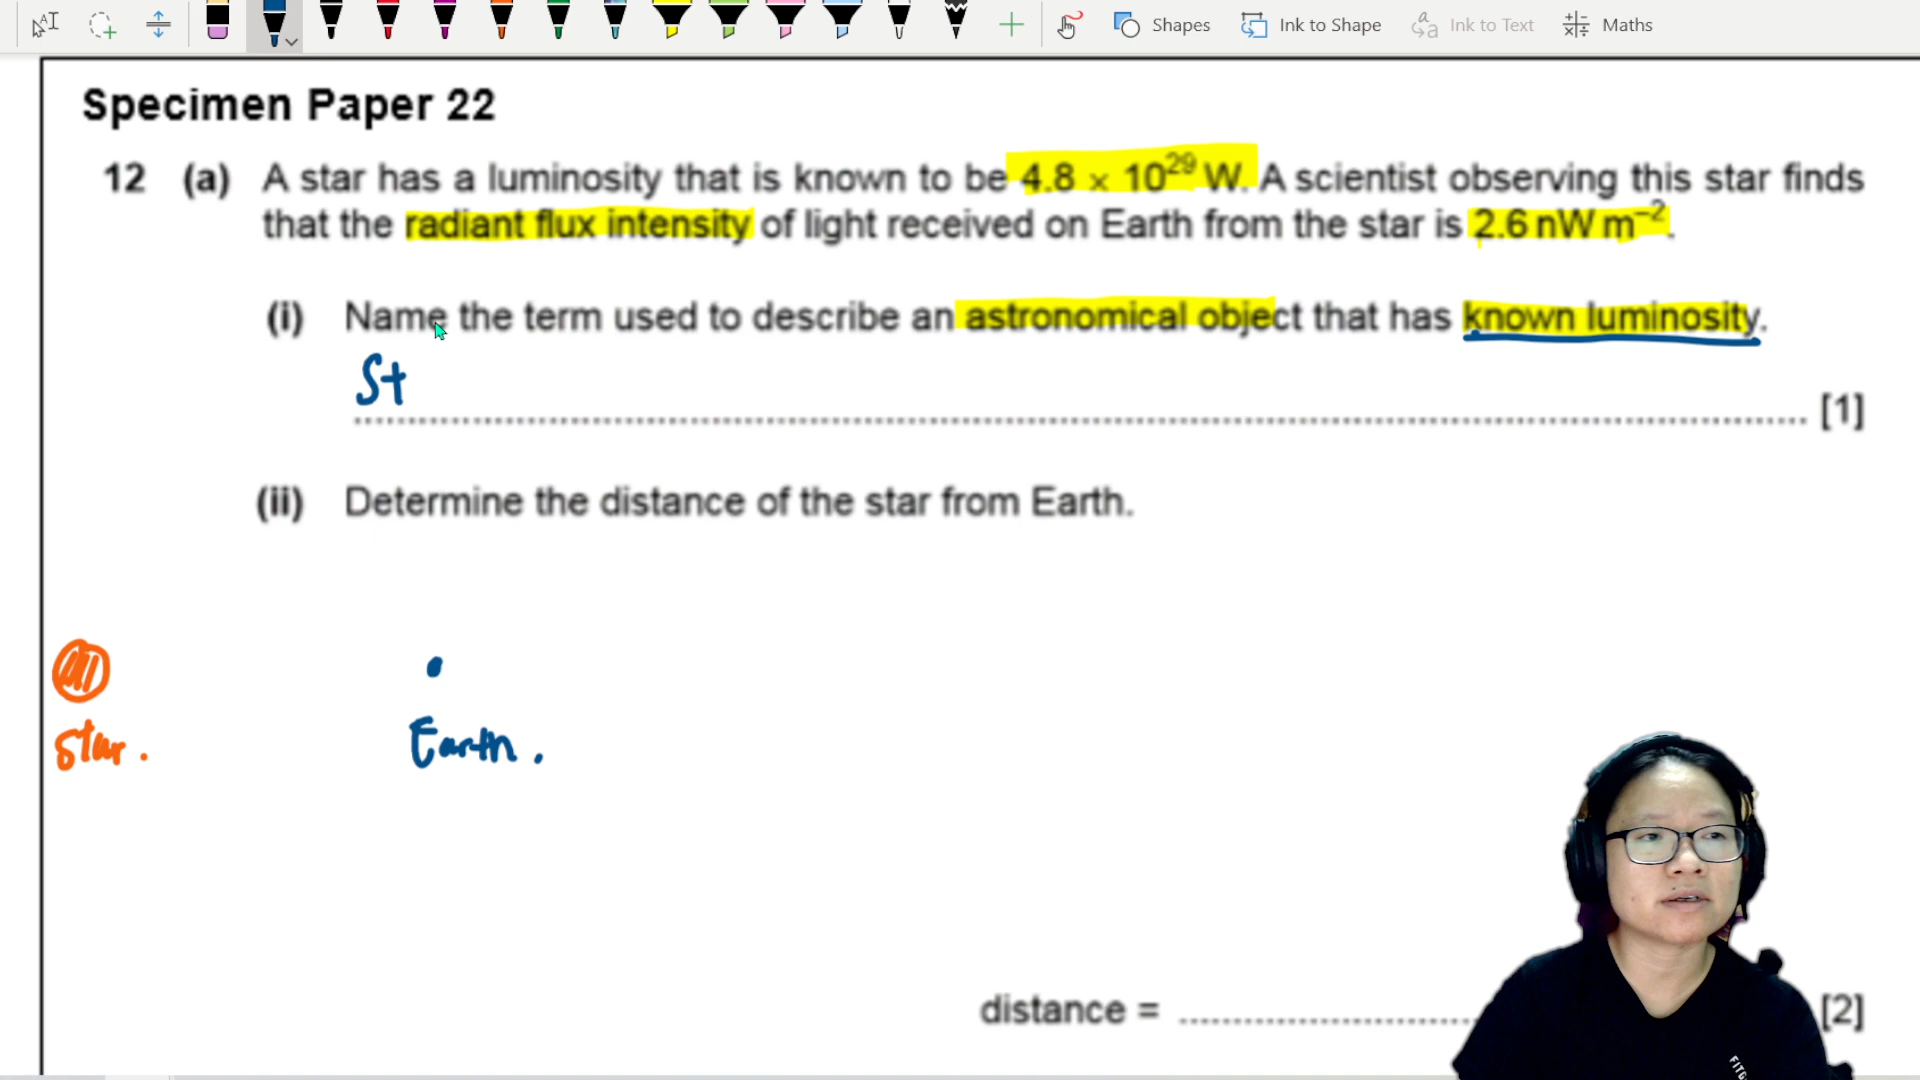 Shapes Ink to Shape Ink to Text Maths
Specimen Paper 22
12 (a) A star has a luminosity that is known to be 4.8 × 10²⁹ W. A scientist observing this star finds
that the radiant flux intensity of light received on Earth from the star is 2.6 nW m⁻².
(i) Name the term used to describe an astronomical object that has known luminosity.
St
[1]
(ii) Determine the distance of the star from Earth.
star.
Earth.
distance = [2]